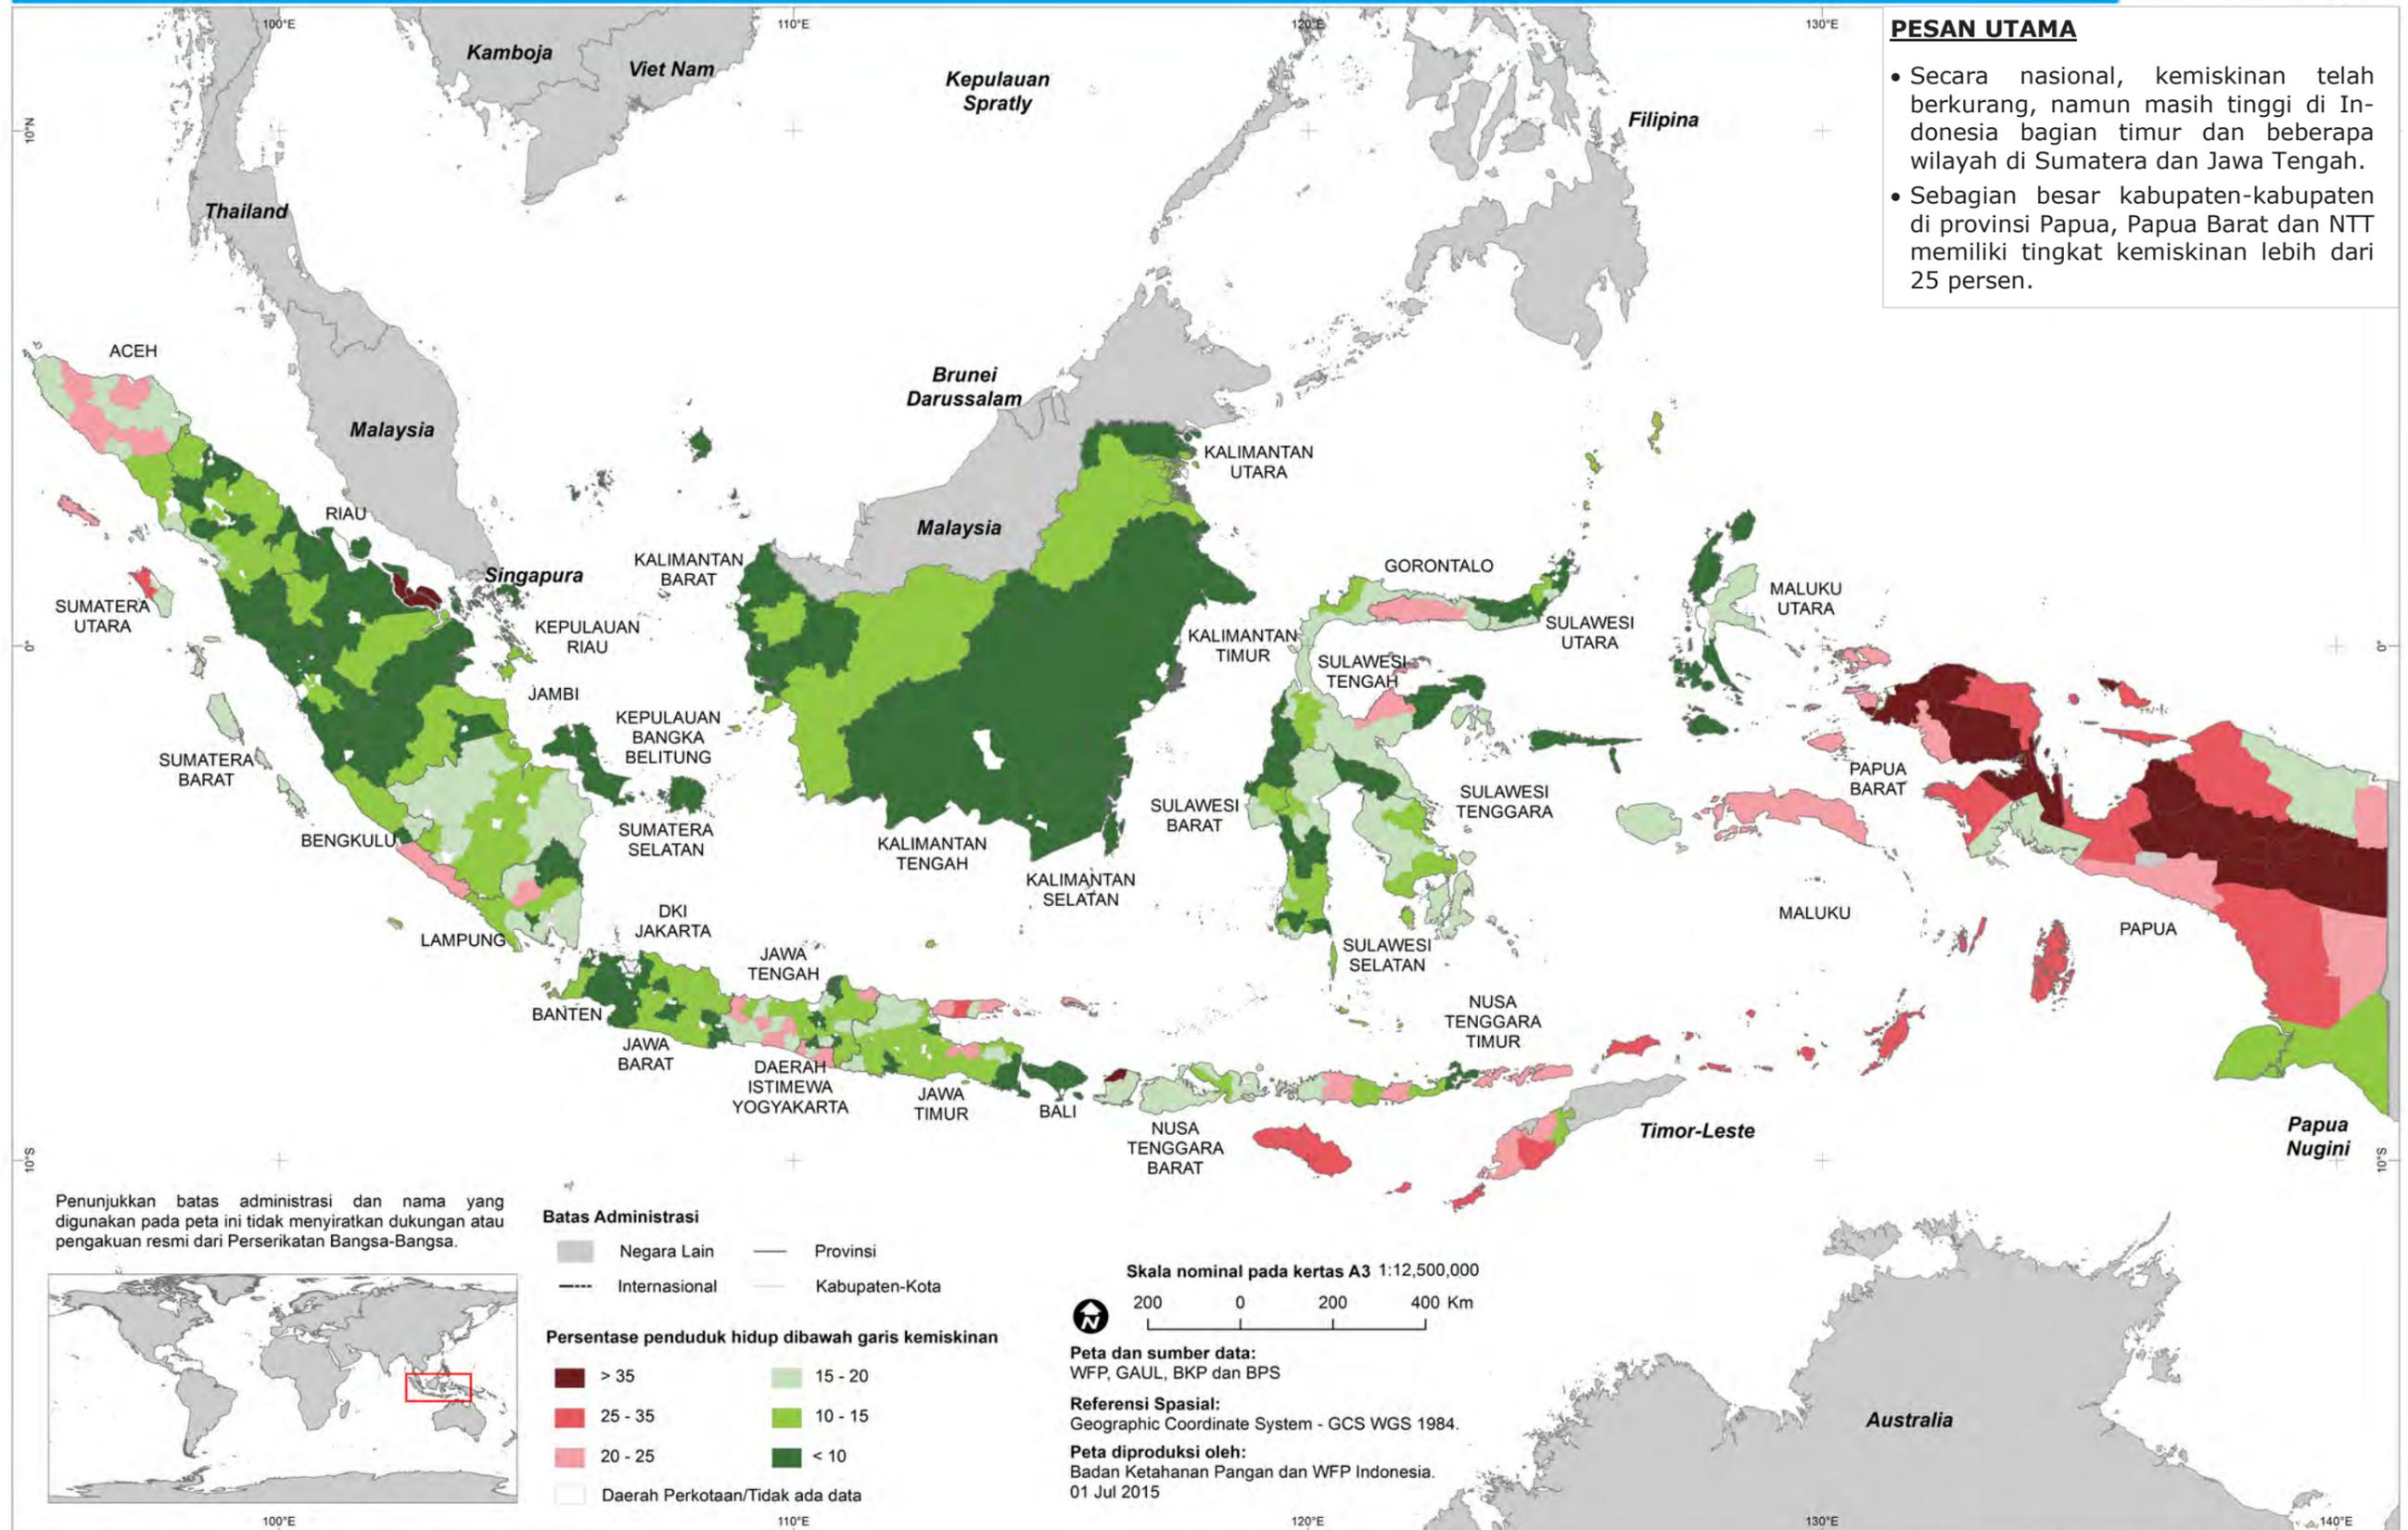 100°E
110°E
120°E
130°E
PESAN UTAMA
• Secara nasional, kemiskinan telah
berkurang, namun masih tinggi di In-
donesia bagian timur dan beberapa
wilayah di Sumatera dan Jawa Tengah.
• Sebagian besar kabupaten-kabupaten
di provinsi Papua, Papua Barat dan NTT
memiliki tingkat kemiskinan lebih dari
25 persen.
Kamboja
Viet Nam
Kepulauan
Spratly
Filipina
10°N
Thailand
ACEH
Brunei
Darussalam
Malaysia
KALIMANTAN
UTARA
RIAU
Malaysia
KALIMANTAN
BARAT
Singapura
GORONTALO
MALUKU
UTARA
SUMATERA
UTARA
KEPULAUAN
RIAU
KALIMANTAN
TIMUR
SULAWESI
UTARA
0°
0°
SULAWESI
TENGAH
JAMBI
KEPULAUAN
BANGKA
BELITUNG
SUMATERA
BARAT
PAPUA
BARAT
SULAWESI
BARAT
SULAWESI
TENGGARA
BENGKULU
SUMATERA
SELATAN
KALIMANTAN
TENGAH
KALIMANTAN
SELATAN
MALUKU
PAPUA
DKI
JAKARTA
LAMPUNG
JAWA
TENGAH
SULAWESI
SELATAN
BANTEN
NUSA
TENGGARA
TIMUR
JAWA
BARAT
DAERAH
ISTIMEWA
YOGYAKARTA
JAWA
TIMUR
BALI
NUSA
TENGGARA
BARAT
Timor-Leste
Papua
Nugini
10°S
10°S
Penunjukkan batas administrasi dan nama yang
digunakan pada peta ini tidak menyiratkan dukungan atau
pengakuan resmi dari Perserikatan Bangsa-Bangsa.
Batas Administrasi
Negara Lain
Provinsi
Internasional
Kabupaten-Kota
Persentase penduduk hidup dibawah garis kemiskinan
> 35
15 - 20
25 - 35
10 - 15
20 - 25
< 10
Daerah Perkotaan/Tidak ada data
Skala nominal pada kertas A3 1:12,500,000
N
200 0 200 400 Km
Peta dan sumber data:
WFP, GAUL, BKP dan BPS
Referensi Spasial:
Geographic Coordinate System - GCS WGS 1984.
Peta diproduksi oleh:
Badan Ketahanan Pangan dan WFP Indonesia.
01 Jul 2015
Australia
100°E
110°E
120°E
130°E
140°E